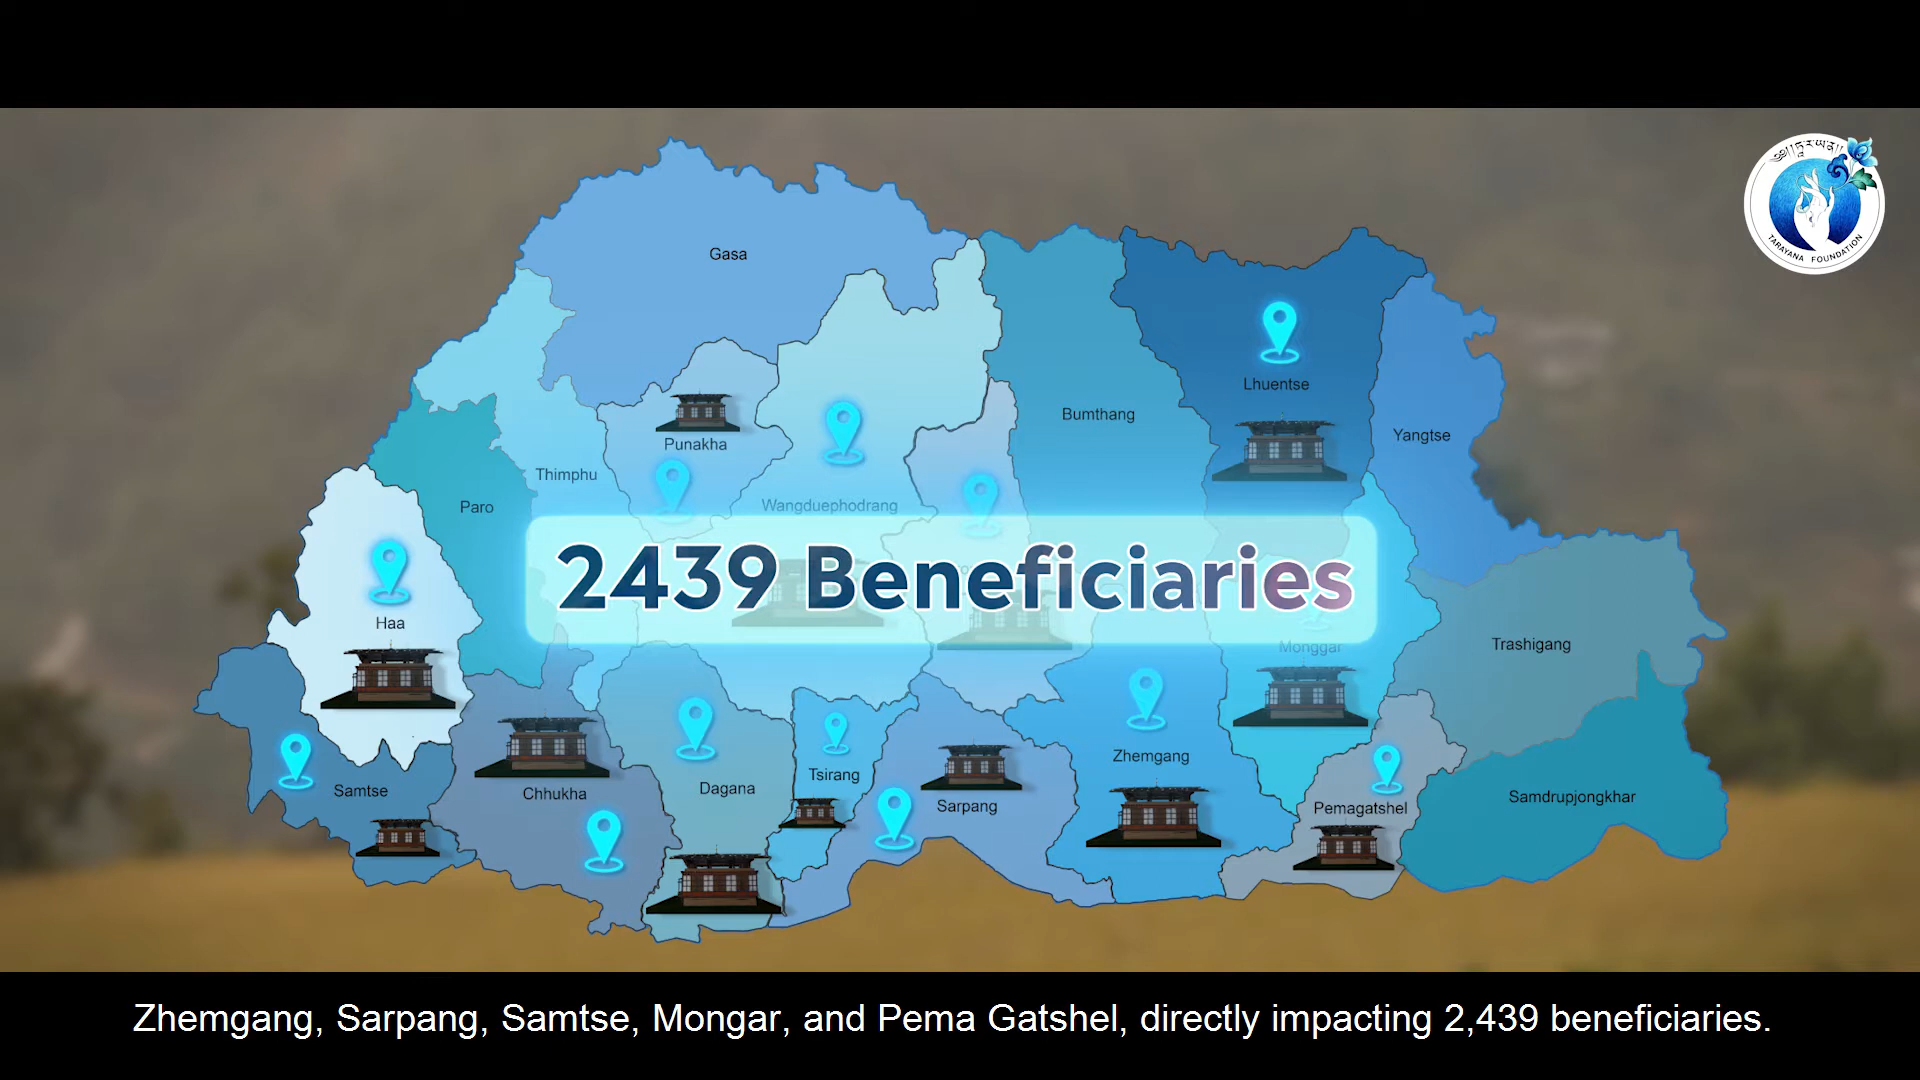 ༄༅།།ཏཱ་ར་ཡ་ན།
TARAYANA FOUNDATION
Gasa
Lhuentse
Bumthang
Yangtse
Punakha
Thimphu
Wangduephodrang
Paro
2439 Beneficiaries
Haa
Monggar
Trashigang
Zhemgang
Tsirang
Dagana
Samtse
Chhukha
Sarpang
Pemagatshel
Samdrupjongkhar
Zhemgang, Sarpang, Samtse, Mongar, and Pema Gatshel, directly impacting 2,439 beneficiaries.